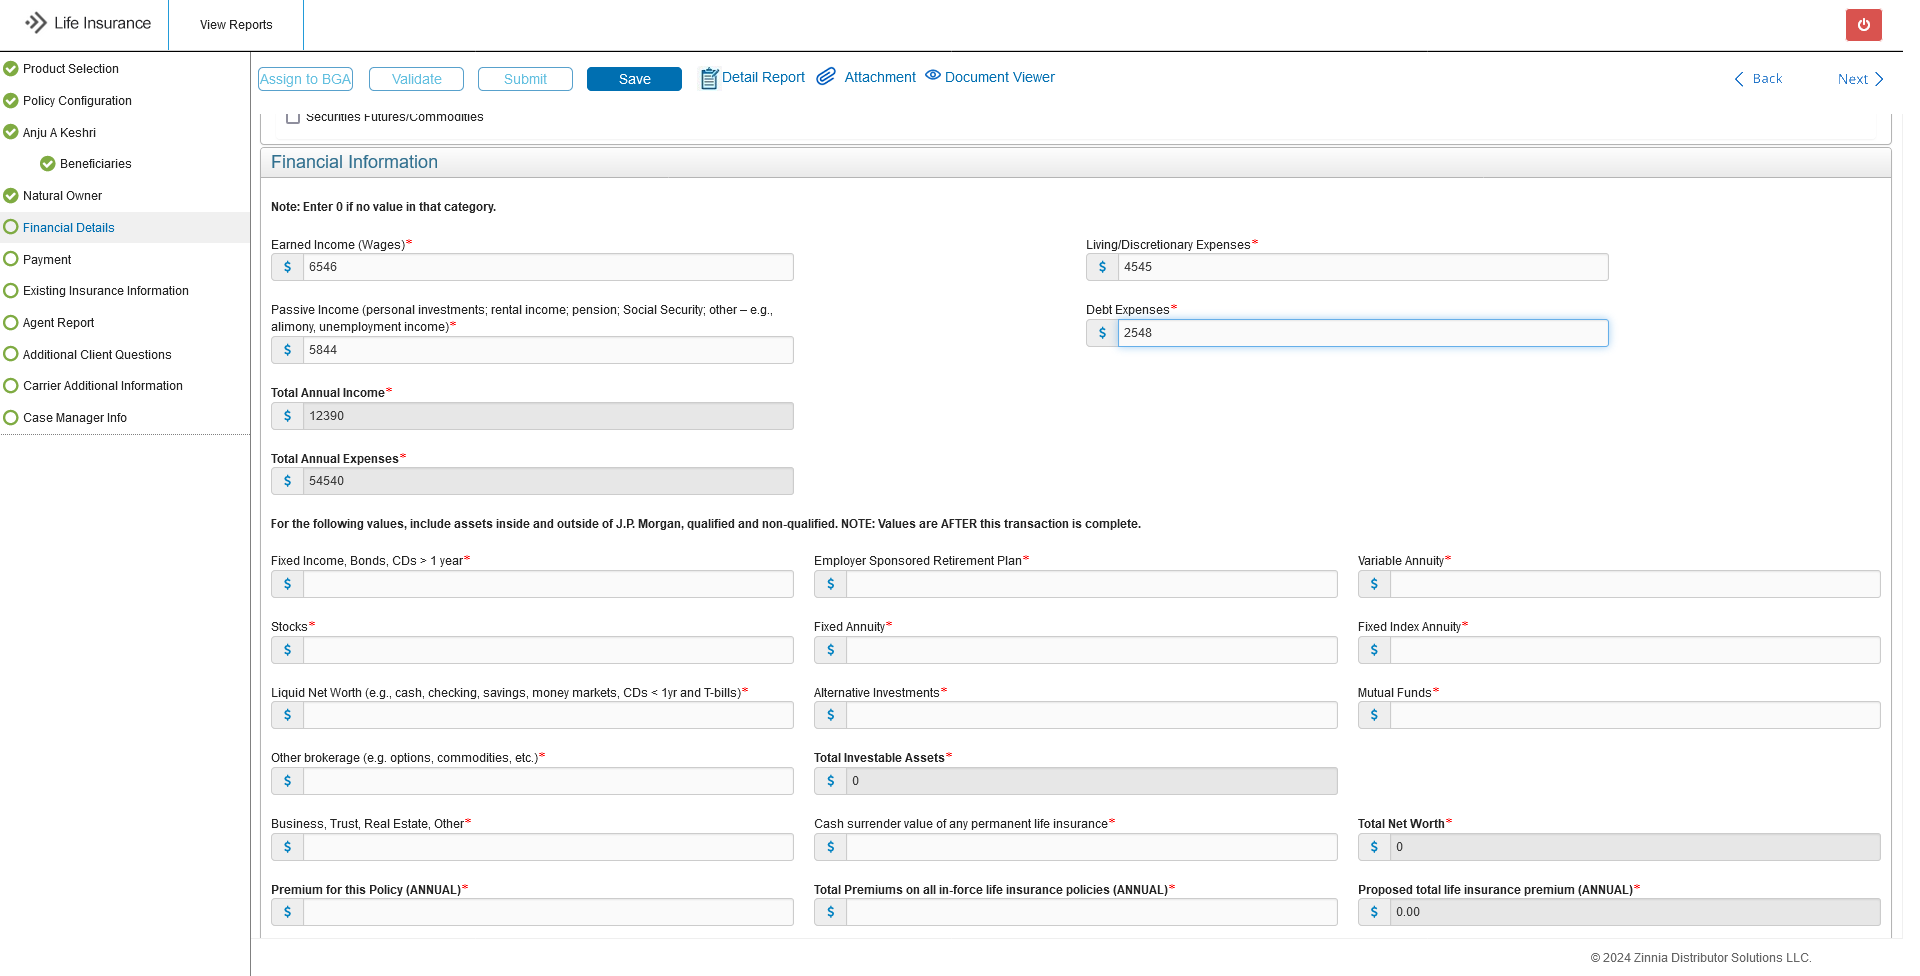 Life Insurance
View Reports
Product Selection
Policy Configuration
Anju A Keshri
Beneficiaries
Natural Owner
Financial Details
Payment
Existing Insurance Information
Agent Report
Additional Client Questions
Carrier Additional Information
Case Manager Info
Assign to BGA
Validate
Submit
Save
Detail Report
Attachment
Document Viewer
Back
Next
Securities Futures/Commodities
Financial Information
Note: Enter 0 if no value in that category.
Earned Income (Wages)*
$ 6546
Living/Discretionary Expenses*
$ 4545
Passive Income (personal investments; rental income; pension; Social Security; other – e.g.,
alimony, unemployment income)*
$ 5844
Debt Expenses*
$ 2548
Total Annual Income*
$ 12390
Total Annual Expenses*
$ 54540
For the following values, include assets inside and outside of J.P. Morgan, qualified and non-qualified. NOTE: Values are AFTER this transaction is complete.
Fixed Income, Bonds, CDs > 1 year*
$
Employer Sponsored Retirement Plan*
$
Variable Annuity*
$
Stocks*
$
Fixed Annuity*
$
Fixed Index Annuity*
$
Liquid Net Worth (e.g., cash, checking, savings, money markets, CDs < 1yr and T-bills)*
$
Alternative Investments*
$
Mutual Funds*
$
Other brokerage (e.g. options, commodities, etc.)*
$
Total Investable Assets*
$ 0
Business, Trust, Real Estate, Other*
$
Cash surrender value of any permanent life insurance*
$
Total Net Worth*
$ 0
Premium for this Policy (ANNUAL)*
$
Total Premiums on all in-force life insurance policies (ANNUAL)*
$
Proposed total life insurance premium (ANNUAL)*
$ 0.00
© 2024 Zinnia Distributor Solutions LLC.